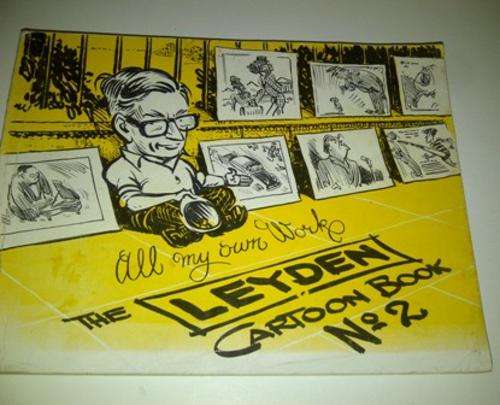 All my own Work
THE LEYDEN
CARTOON BOOK
No 2